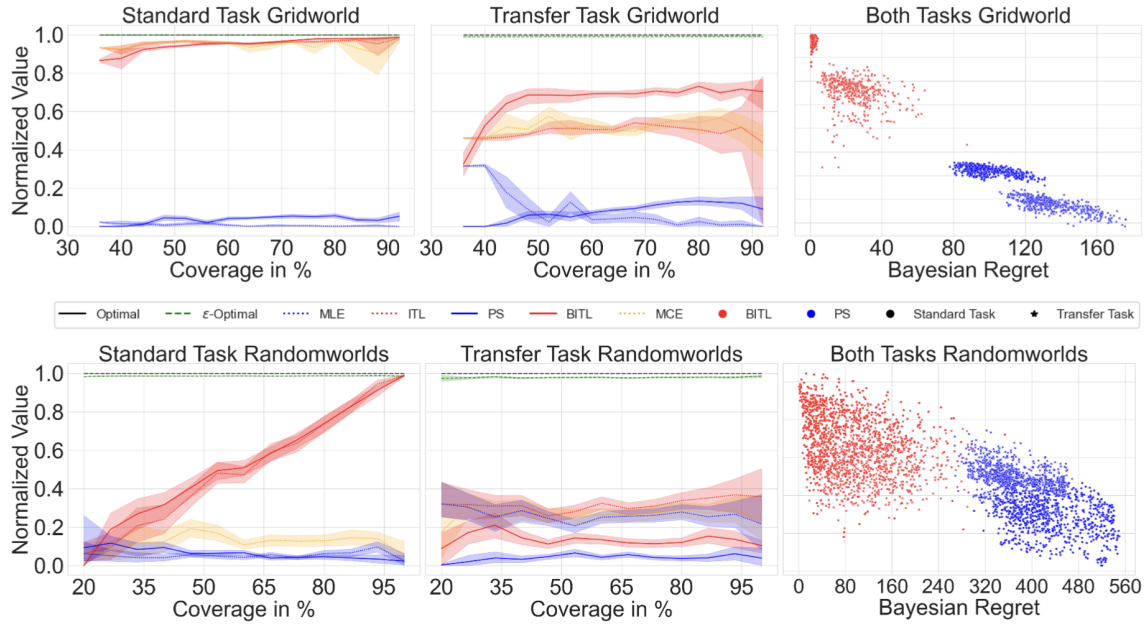 Standard Task Gridworld
Transfer Task Gridworld
Both Tasks Gridworld
Normalized Value
1.0
0.8
0.6
0.4
0.2
0.0
30 40 50 60 70 80 90
Coverage in %
30 40 50 60 70 80 90
Coverage in %
0 40 80 120 160
Bayesian Regret
Optimal ε-Optimal MLE ITL PS BITL MCE BITL PS Standard Task Transfer Task
Standard Task Randomworlds
Transfer Task Randomworlds
Both Tasks Randomworlds
Normalized Value
1.0
0.8
0.6
0.4
0.2
0.0
20 35 50 65 80 95
Coverage in %
20 35 50 65 80 95
Coverage in %
0 80 160 240 320 400 480 560
Bayesian Regret